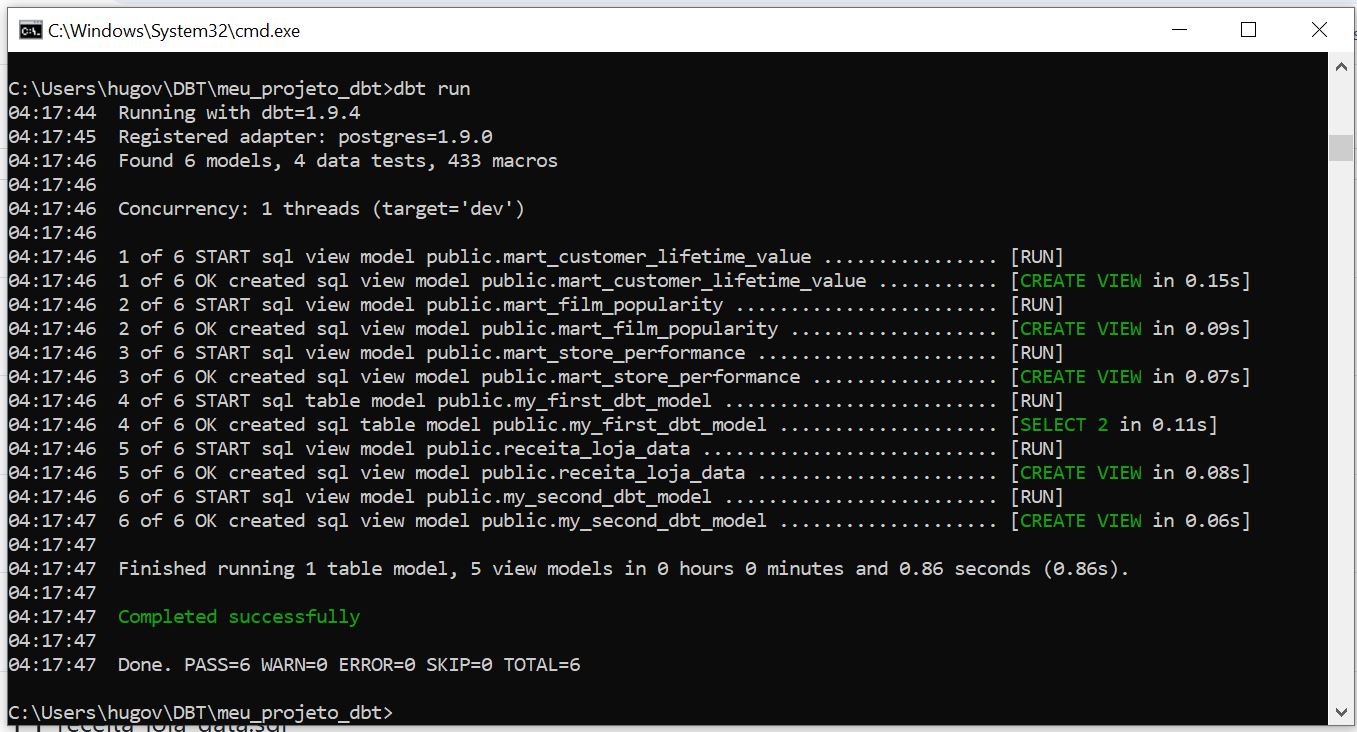 C:\Windows\System32\cmd.exe
C:\Users\hugov\DBT\meu_projeto_dbt>dbt run
04:17:44  Running with dbt=1.9.4
04:17:45  Registered adapter: postgres=1.9.0
04:17:46  Found 6 models, 4 data tests, 433 macros
04:17:46
04:17:46  Concurrency: 1 threads (target='dev')
04:17:46
04:17:46  1 of 6 START sql view model public.mart_customer_lifetime_value ................ [RUN]
04:17:46  1 of 6 OK created sql view model public.mart_customer_lifetime_value ........... [CREATE VIEW in 0.15s]
04:17:46  2 of 6 START sql view model public.mart_film_popularity ........................ [RUN]
04:17:46  2 of 6 OK created sql view model public.mart_film_popularity ................... [CREATE VIEW in 0.09s]
04:17:46  3 of 6 START sql view model public.mart_store_performance ...................... [RUN]
04:17:46  3 of 6 OK created sql view model public.mart_store_performance ................. [CREATE VIEW in 0.07s]
04:17:46  4 of 6 START sql table model public.my_first_dbt_model ......................... [RUN]
04:17:46  4 of 6 OK created sql table model public.my_first_dbt_model .................... [SELECT 2 in 0.11s]
04:17:46  5 of 6 START sql view model public.receita_loja_data ........................... [RUN]
04:17:46  5 of 6 OK created sql view model public.receita_loja_data ...................... [CREATE VIEW in 0.08s]
04:17:46  6 of 6 START sql view model public.my_second_dbt_model ......................... [RUN]
04:17:47  6 of 6 OK created sql view model public.my_second_dbt_model .................... [CREATE VIEW in 0.06s]
04:17:47
04:17:47  Finished running 1 table model, 5 view models in 0 hours 0 minutes and 0.86 seconds (0.86s).
04:17:47
04:17:47  Completed successfully
04:17:47
04:17:47  Done. PASS=6 WARN=0 ERROR=0 SKIP=0 TOTAL=6
C:\Users\hugov\DBT\meu_projeto_dbt>